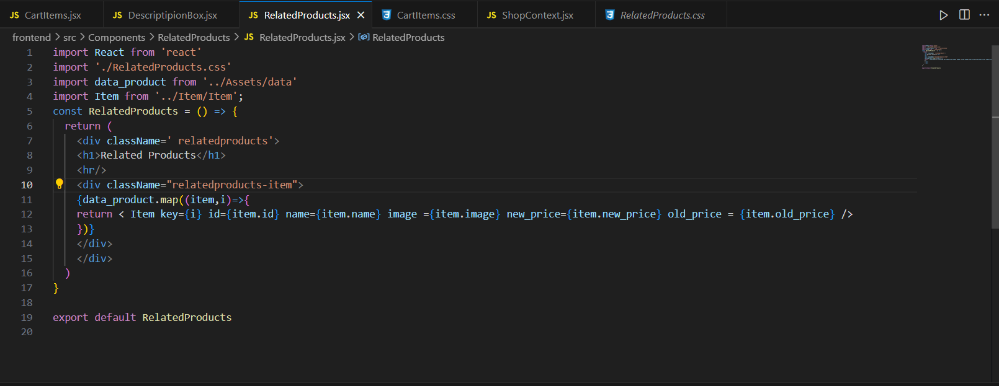 JS CartItems.jsx JS DescriptipionBox.jsx JS RelatedProducts.jsx × 3 CartItems.css JS ShopContext.jsx 3 RelatedProducts.css
frontend > src > Components > RelatedProducts > JS RelatedProducts.jsx > RelatedProducts
1 import React from 'react'
2 import './RelatedProducts.css'
3 import data_product from '../Assets/data'
4 import Item from '../Item/Item';
5 const RelatedProducts = () => {
6 return (
7 <div className=' relatedproducts'>
8 <h1>Related Products</h1>
9 <hr/>
10 <div className="relatedproducts-item">
11 {data_product.map((item,i)=>{
12 return < Item key={i} id={item.id} name={item.name} image ={item.image} new_price={item.new_price} old_price = {item.old_price} />
13 })}
14 </div>
15 </div>
16 )
17 }
18
19 export default RelatedProducts
20